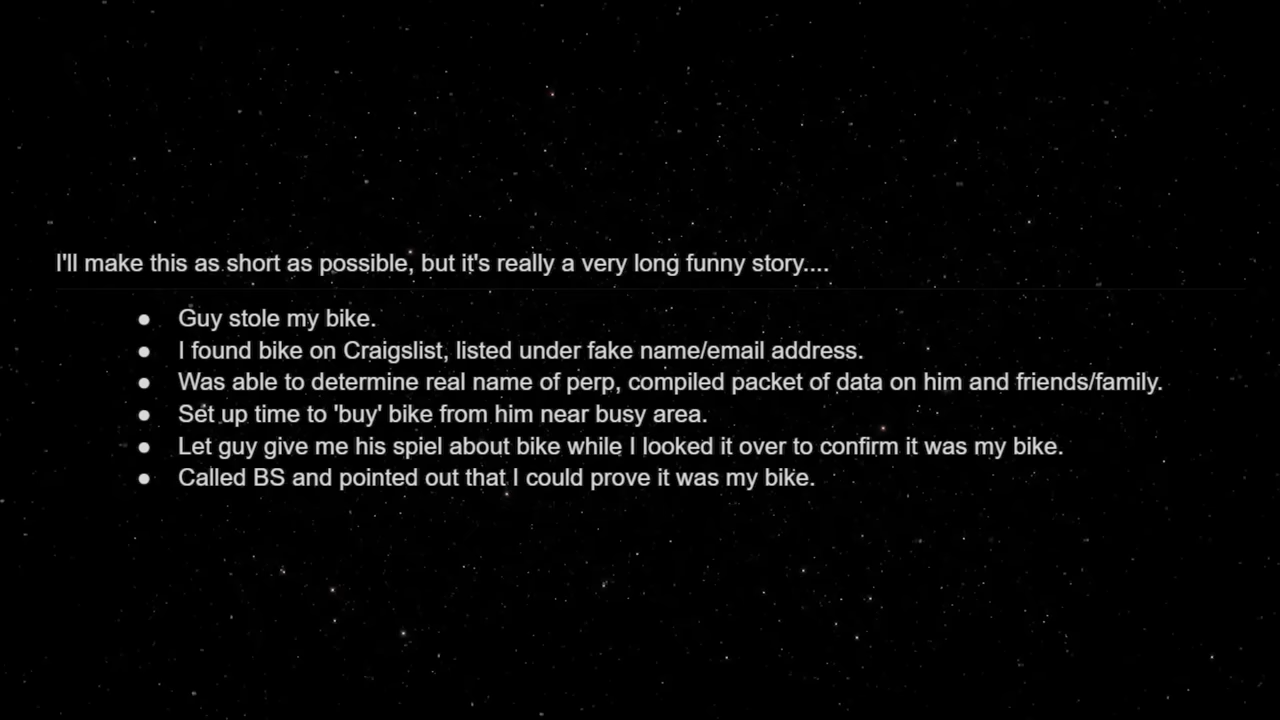 I'll make this as short as possible, but it's really a very long funny story....
● Guy stole my bike.
● I found bike on Craigslist, listed under fake name/email address.
● Was able to determine real name of perp, compiled packet of data on him and friends/family.
● Set up time to 'buy' bike from him near busy area.
● Let guy give me his spiel about bike while I looked it over to confirm it was my bike.
● Called BS and pointed out that I could prove it was my bike.